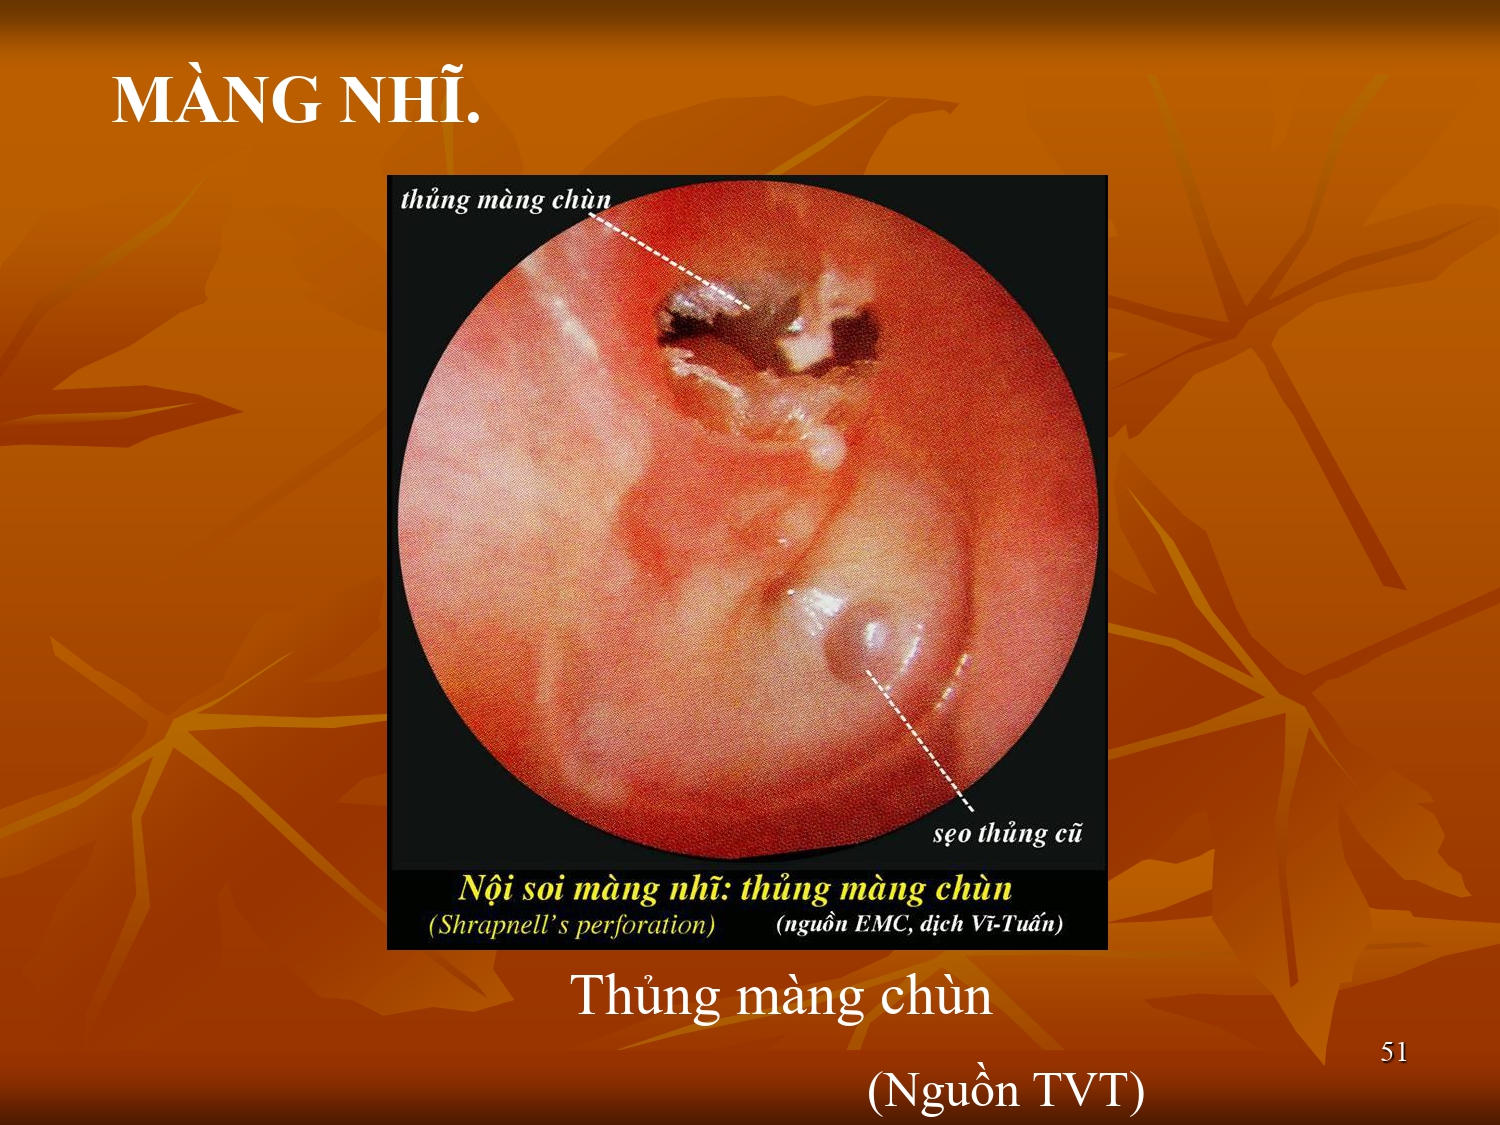 MÀNG NHĨ.
thủng màng chùn
sẹo thủng cũ
Nội soi màng nhĩ: thủng màng chùn
(Shrapnell's perforation) (nguồn EMC, dịch Vĩ-Tuấn)
Thủng màng chùn
51
(Nguồn TVT)